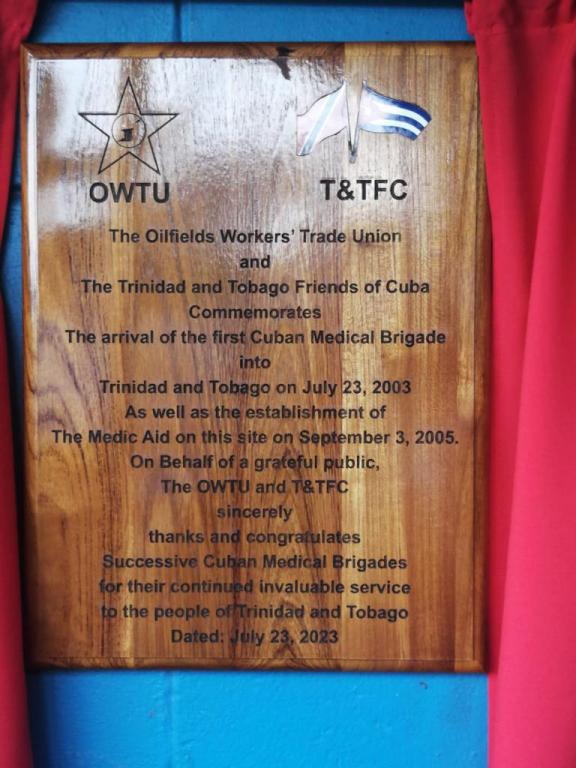 OWTU
T&TFC
The Oilfields Workers' Trade Union
and
The Trinidad and Tobago Friends of Cuba
Commemorates
The arrival of the first Cuban Medical Brigade
into
Trinidad and Tobago on July 23, 2003
As well as the establishment of
The Medic Aid on this site on September 3, 2005.
On Behalf of a grateful public,
The OWTU and T&TFC
sincerely
thanks and congratulates
Successive Cuban Medical Brigades
for their continued invaluable service
to the people of Trinidad and Tobago
Dated: July 23, 2023